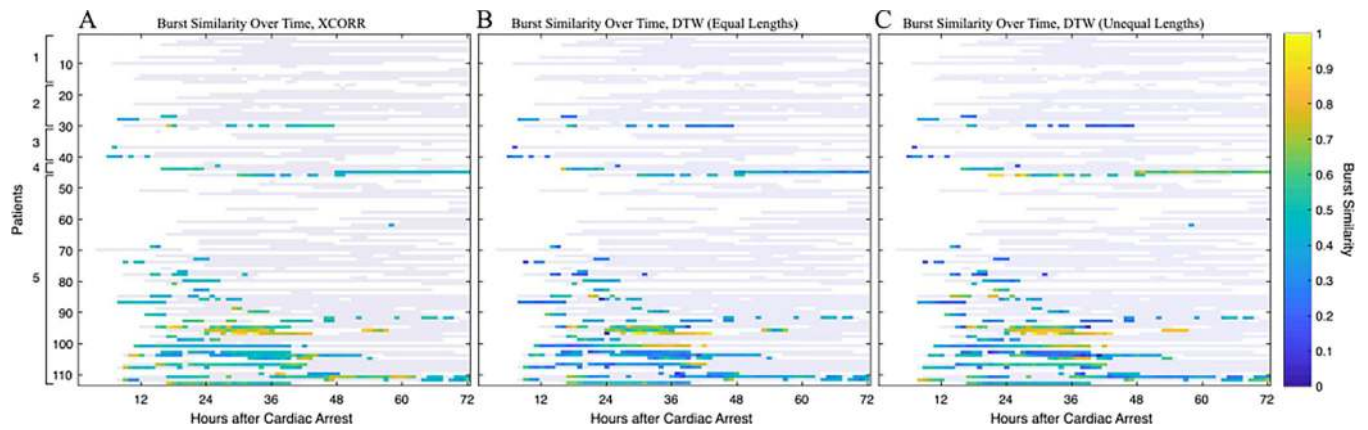 A Burst Similarity Over Time, XCORR
B Burst Similarity Over Time, DTW (Equal Lengths)
C Burst Similarity Over Time, DTW (Unequal Lengths)
Patients
1
2
3
4
5
10
20
30
40
50
60
70
80
90
100
110
12 24 36 48 60 72
12 24 36 48 60 72
12 24 36 48 60 72
Hours after Cardiac Arrest
Hours after Cardiac Arrest
Hours after Cardiac Arrest
1
0.9
0.8
0.7
0.6
0.5
0.4
0.3
0.2
0.1
0
Burst Similarity